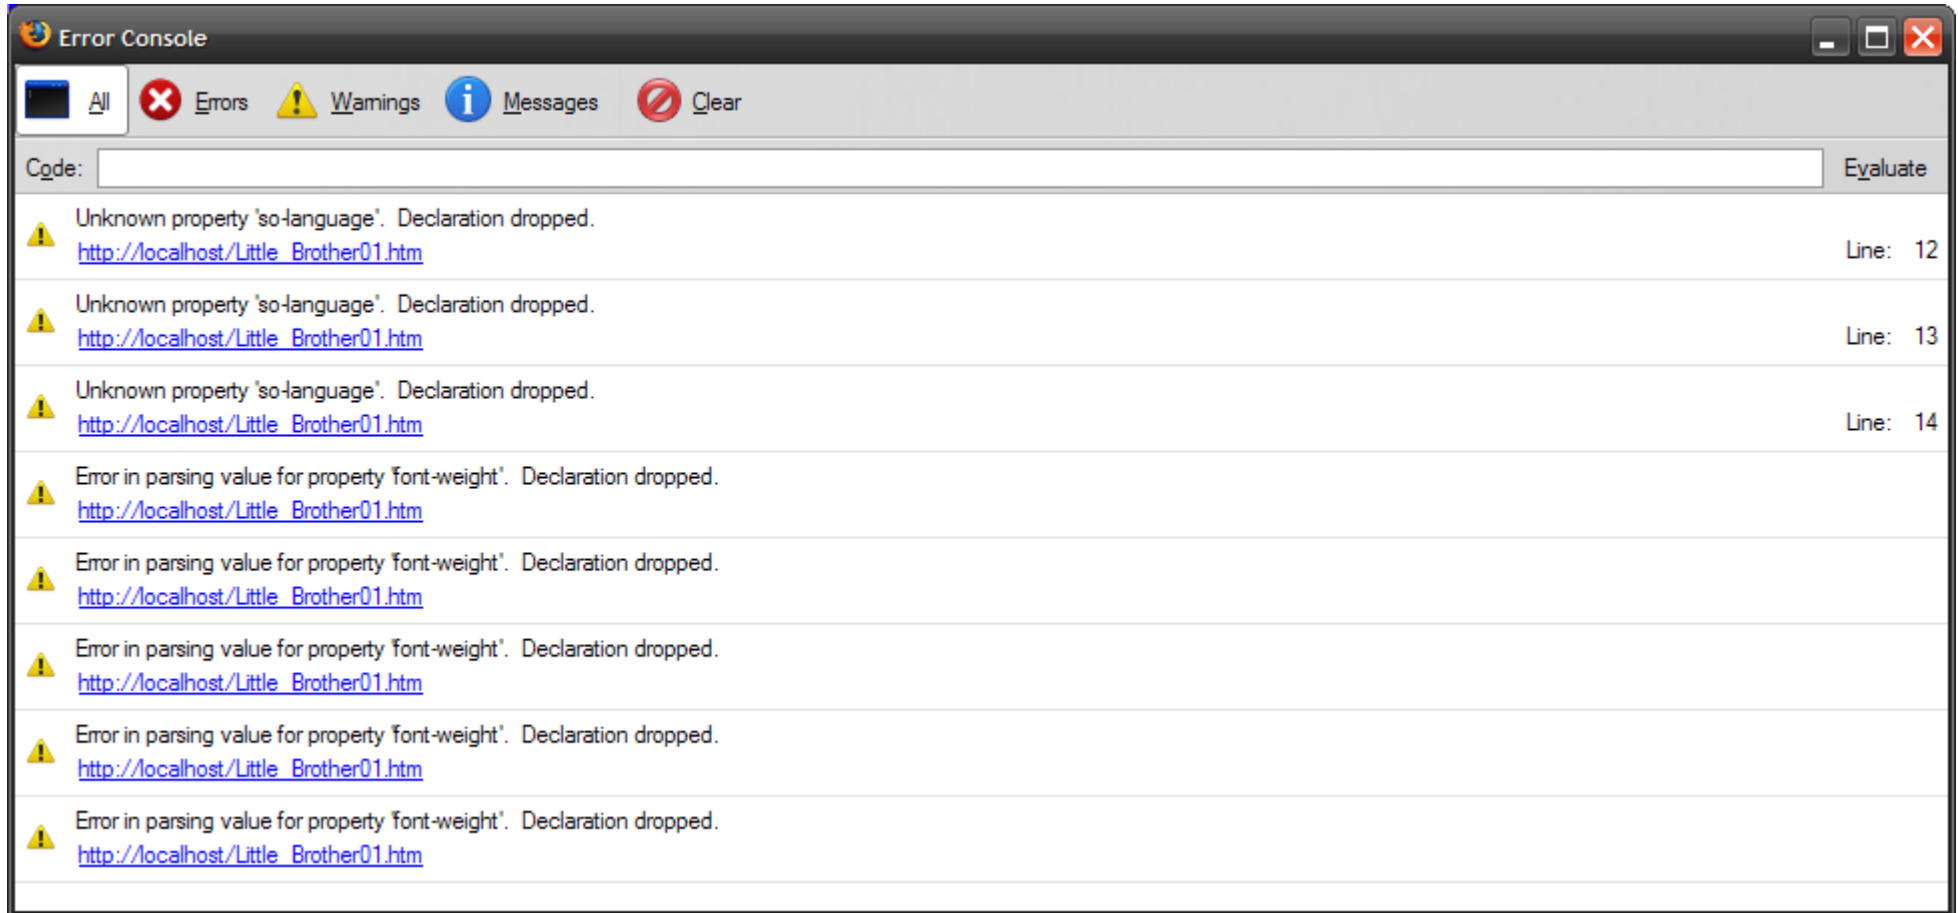 Error Console
All Errors Warnings Messages Clear
Code: Evaluate
Unknown property 'so-language'. Declaration dropped.
http://localhost/Little_Brother01.htm Line: 12
Unknown property 'so-language'. Declaration dropped.
http://localhost/Little_Brother01.htm Line: 13
Unknown property 'so-language'. Declaration dropped.
http://localhost/Little_Brother01.htm Line: 14
Error in parsing value for property 'font-weight'. Declaration dropped.
http://localhost/Little_Brother01.htm
Error in parsing value for property 'font-weight'. Declaration dropped.
http://localhost/Little_Brother01.htm
Error in parsing value for property 'font-weight'. Declaration dropped.
http://localhost/Little_Brother01.htm
Error in parsing value for property 'font-weight'. Declaration dropped.
http://localhost/Little_Brother01.htm
Error in parsing value for property 'font-weight'. Declaration dropped.
http://localhost/Little_Brother01.htm